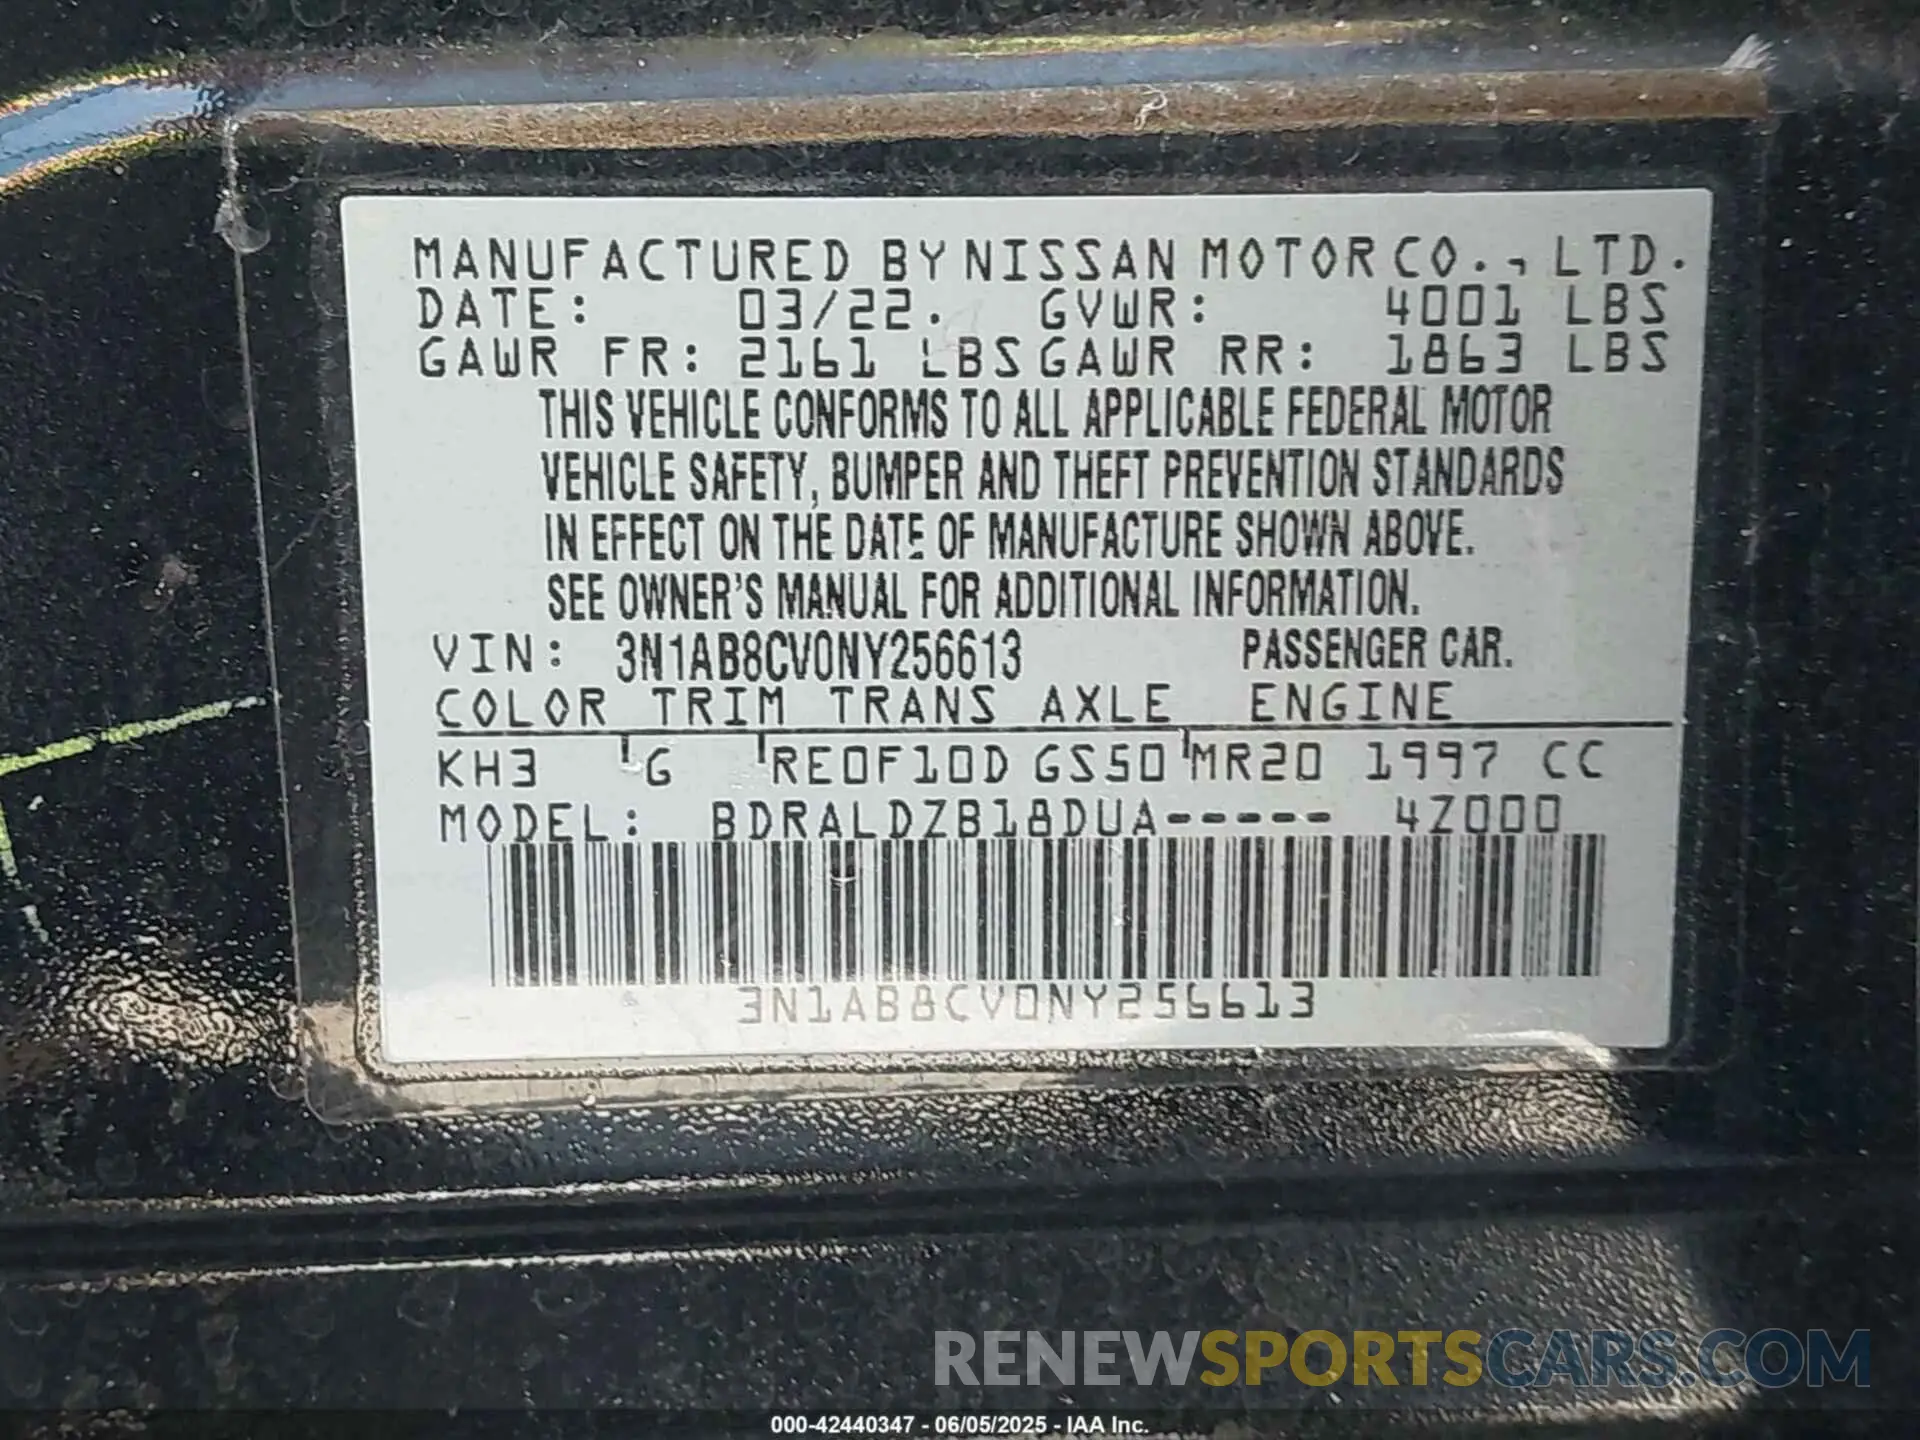 MANUFACTURED BY NISSAN MOTOR CO., LTD.
DATE: 03/22. GVWR: 4001 LBS
GAWR FR: 2161 LBS GAWR RR: 1863 LBS
THIS VEHICLE CONFORMS TO ALL APPLICABLE FEDERAL MOTOR
VEHICLE SAFETY, BUMPER AND THEFT PREVENTION STANDARDS
IN EFFECT ON THE DATE OF MANUFACTURE SHOWN ABOVE.
SEE OWNER'S MANUAL FOR ADDITIONAL INFORMATION.
VIN: 3N1AB8CV0NY256613 PASSENGER CAR.
COLOR TRIM TRANS AXLE ENGINE
KH3 G RE0F10D GS50 MR20 1997 CC
MODEL: BDRALDZB18DUA----- 4Z000
3N1AB8CV0NY256613
RENEWSPORTSCARS.COM
000-42440347 - 06/05/2025 - IAA Inc.